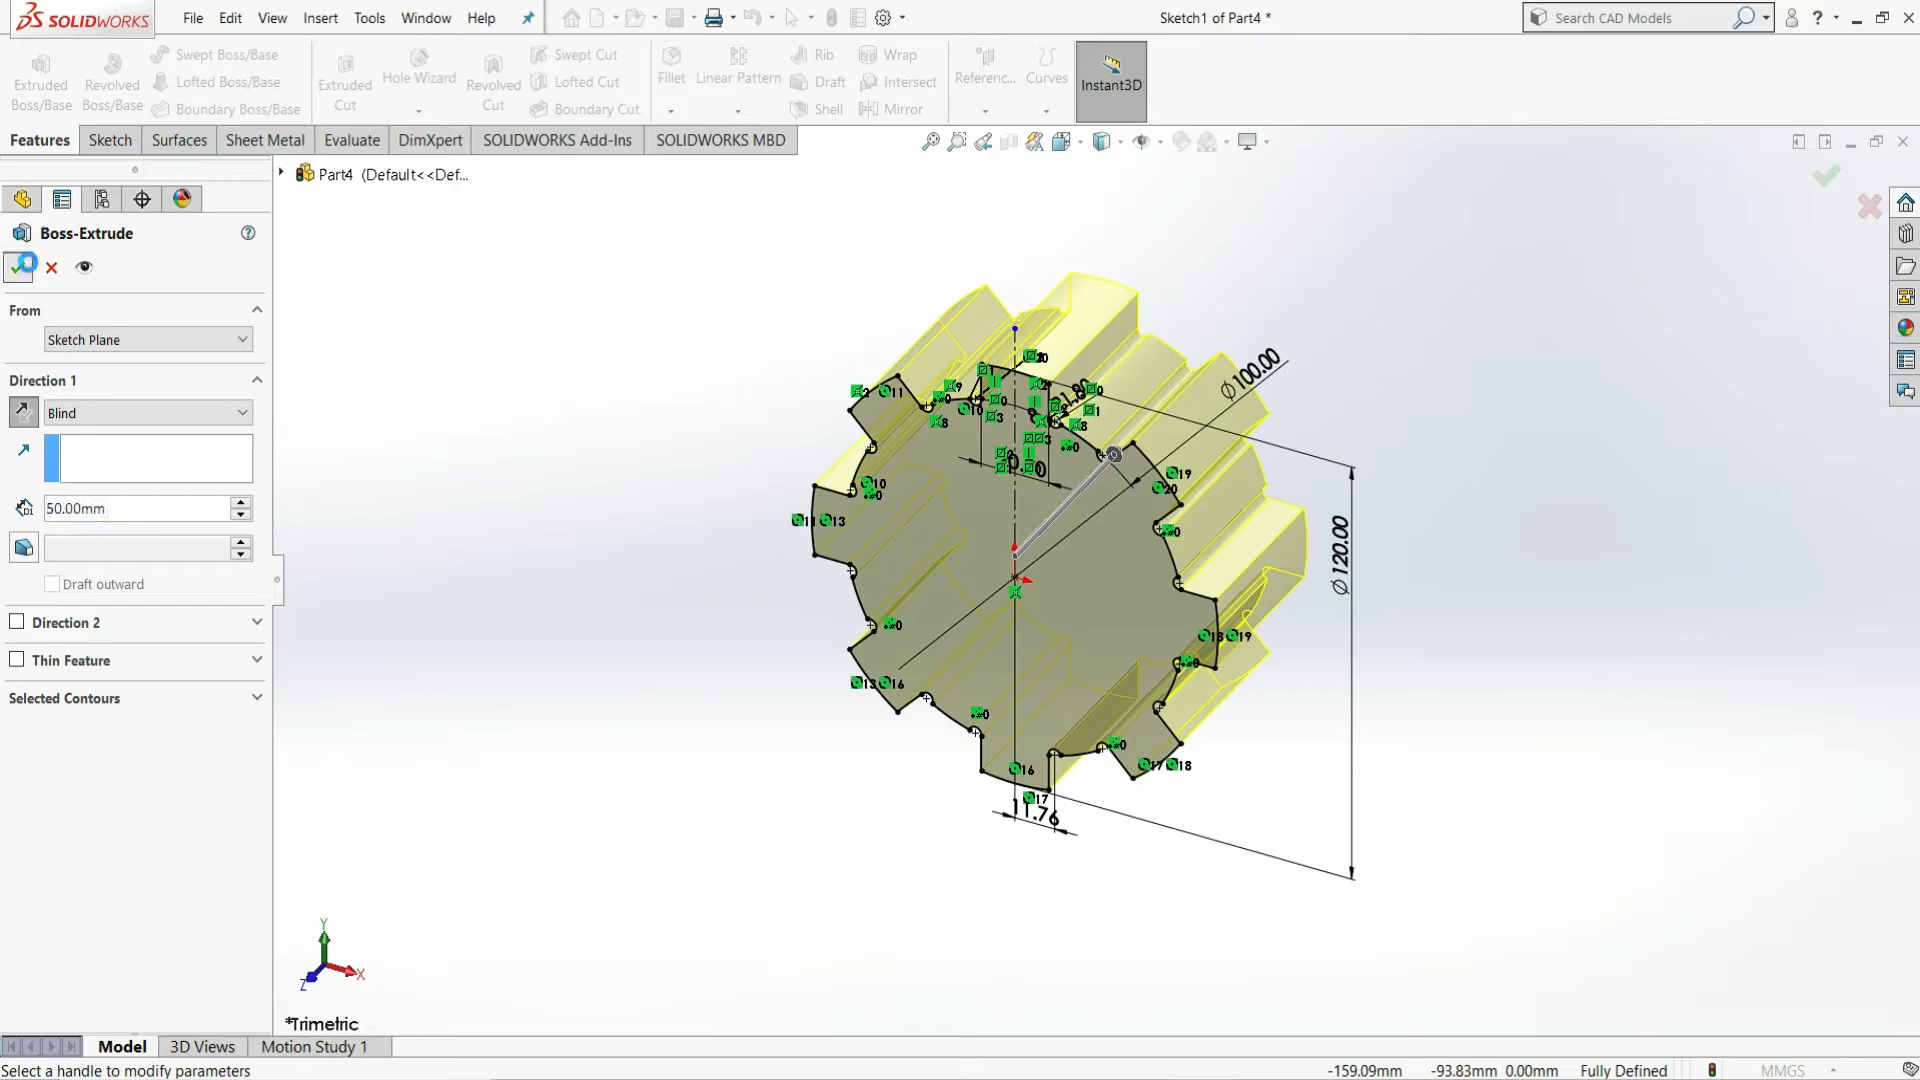 SOLIDWORKS
File Edit View Insert Tools Window Help
Sketch1 of Part4 *
Search CAD Models
Extruded Boss/Base
Revolved Boss/Base
Swept Boss/Base
Lofted Boss/Base
Boundary Boss/Base
Extruded Cut
Hole Wizard
Revolved Cut
Swept Cut
Lofted Cut
Boundary Cut
Fillet
Linear Pattern
Rib
Draft
Shell
Wrap
Intersect
Mirror
Referenc...
Curves
Instant3D
Features Sketch Surfaces Sheet Metal Evaluate DimXpert SOLIDWORKS Add-Ins SOLIDWORKS MBD
Part4 (Default<<Def...
Boss-Extrude
From
Sketch Plane
Direction 1
Blind
50.00mm
Draft outward
Direction 2
Thin Feature
Selected Contours
Ø100.00
Ø120.00
11.76
Y
X
Z
*Trimetric
Model 3D Views Motion Study 1
Select a handle to modify parameters
-159.09mm -93.83mm 0.00mm Fully Defined MMGS